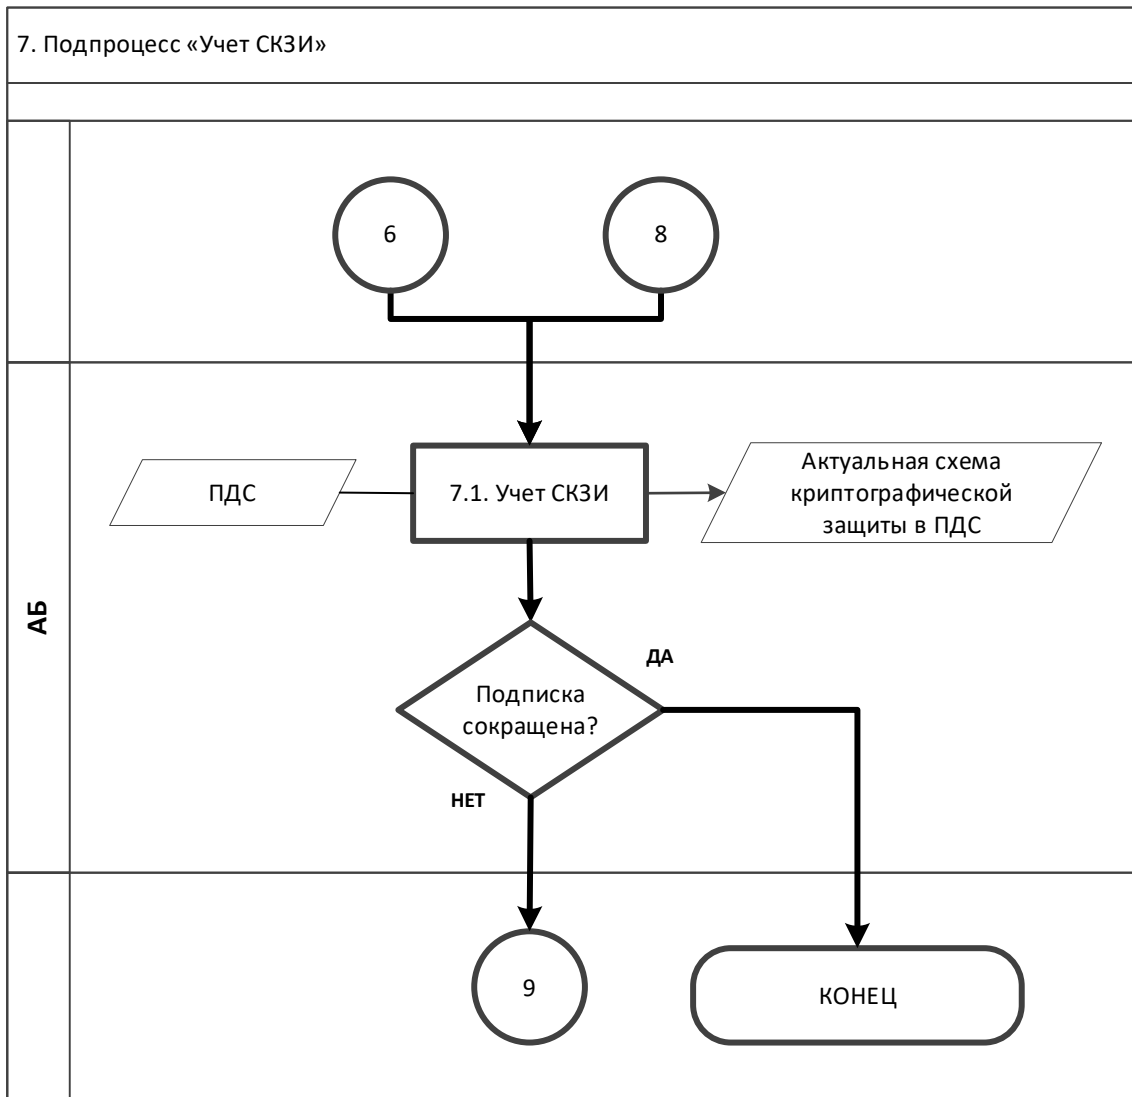 7. Подпроцесс «Учет СКЗИ»
6
8
АБ
ПДС
7.1. Учет СКЗИ
Актуальная схема
криптографической
защиты в ПДС
Подписка
сокращена?
ДА
НЕТ
9
КОНЕЦ